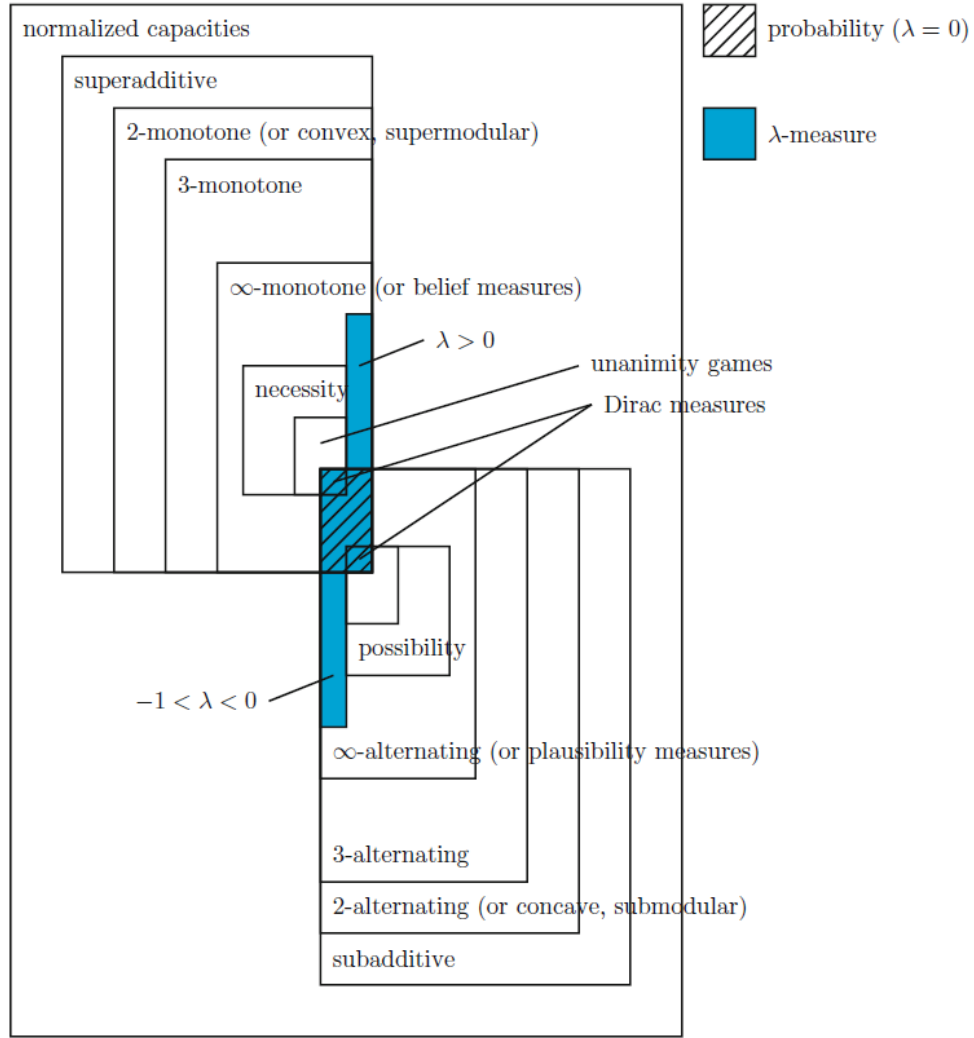 normalized capacities
probability (λ = 0)
superadditive
2-monotone (or convex, supermodular)
λ-measure
3-monotone
∞-monotone (or belief measures)
λ > 0
unanimity games
necessity
Dirac measures
possibility
−1 < λ < 0
∞-alternating (or plausibility measures)
3-alternating
2-alternating (or concave, submodular)
subadditive